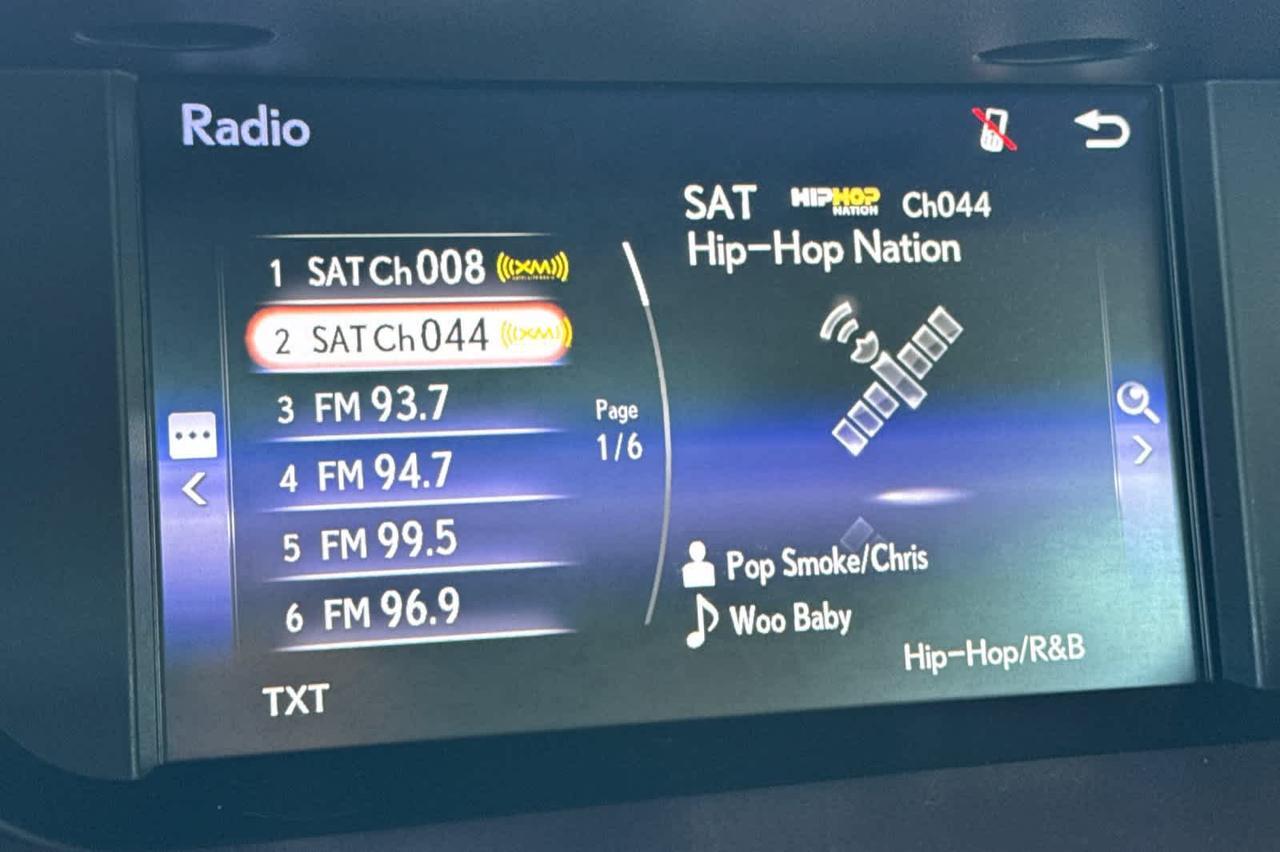 Radio
1 SAT Ch 008 ((XM))
2 SAT Ch 044 ((XM))
3 FM 93.7
4 FM 94.7
5 FM 99.5
6 FM 96.9
Page
1/6
TXT
SAT HIPHOP NATION Ch044
Hip-Hop Nation
Pop Smoke/Chris
Woo Baby
Hip-Hop/R&B